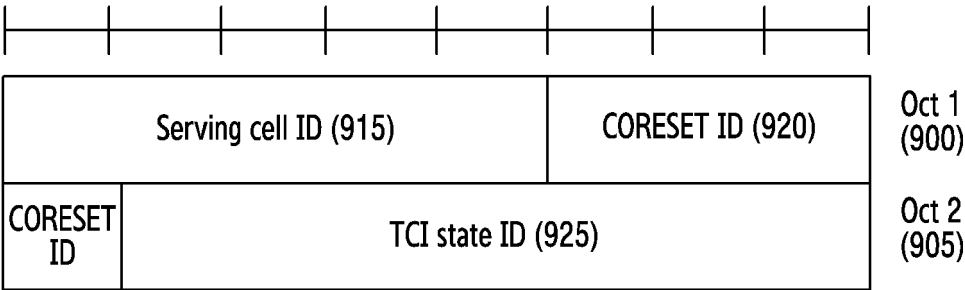 Serving cell ID (915)
CORESET ID (920)
Oct 1
(900)
CORESET
ID
TCI state ID (925)
Oct 2
(905)